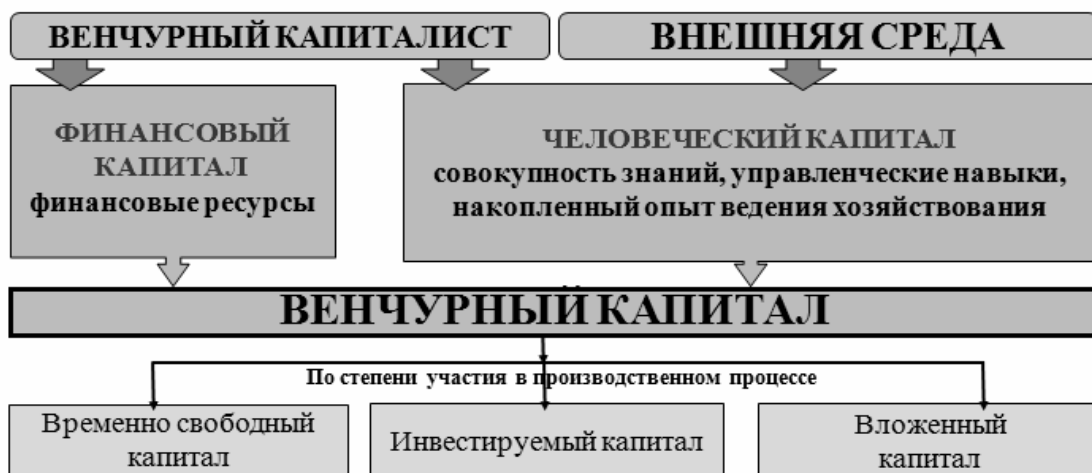 ВЕНЧУРНЫЙ КАПИТАЛИСТ
ВНЕШНЯЯ СРЕДА
ФИНАНСОВЫЙ
КАПИТАЛ
финансовые ресурсы
ЧЕЛОВЕЧЕСКИЙ КАПИТАЛ
совокупность знаний, управленческие навыки,
накопленный опыт ведения хозяйствования
ВЕНЧУРНЫЙ КАПИТАЛ
По степени участия в производственном процессе
Временно свободный
капитал
Инвестируемый капитал
Вложенный
капитал